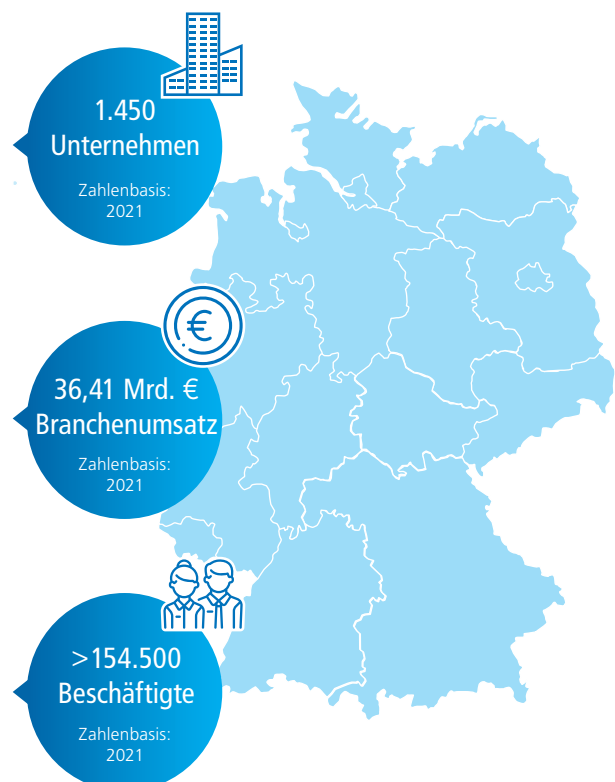 1.450
Unternehmen
Zahlenbasis:
2021
€
36,41 Mrd. €
Branchenumsatz
Zahlenbasis:
2021
>154.500
Beschäftigte
Zahlenbasis:
2021